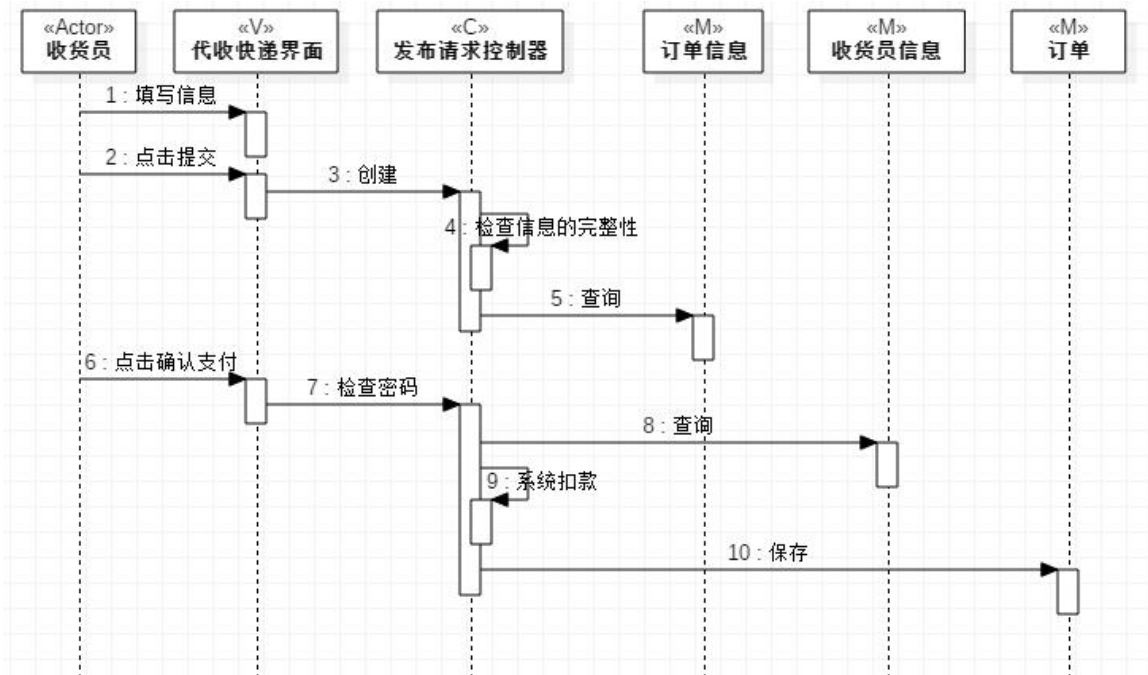 «Actor»
收货员
«V»
代收快递界面
«C»
发布请求控制器
«M»
订单信息
«M»
收货员信息
«M»
订单
1 : 填写信息
2 : 点击提交
3 : 创建
4 : 检查信息的完整性
5 : 查询
6 : 点击确认支付
7 : 检查密码
8 : 查询
9 : 系统扣款
10 : 保存